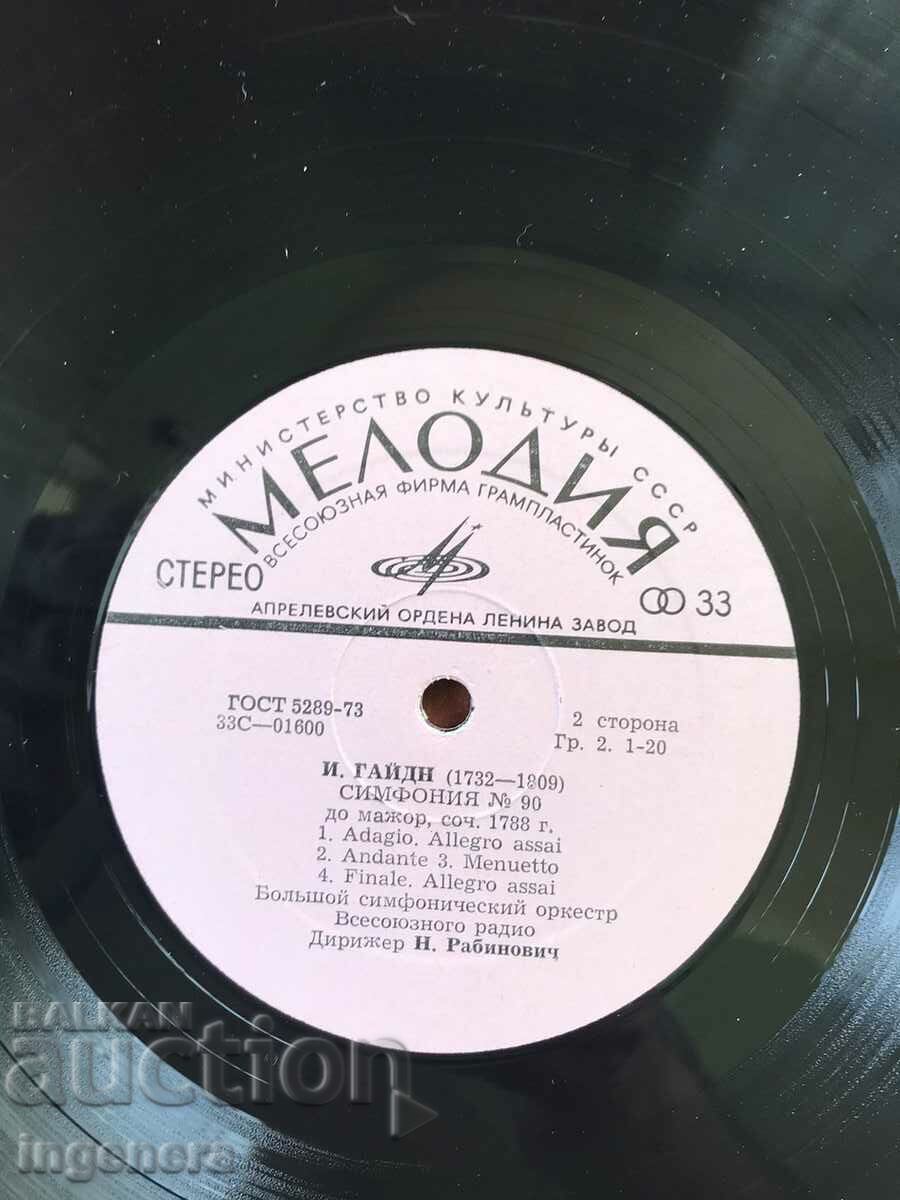 МИНИСТЕРСТВО КУЛЬТУРЫ СССР
МЕЛОДИЯ
ВСЕСОЮЗНАЯ ФИРМА ГРАМПЛАСТИНОК
СТЕРЕО
33
АПРЕЛЕВСКИЙ ОРДЕНА ЛЕНИНА ЗАВОД
ГОСТ 5289-73
33С—01600
2 сторона
Гр. 2. 1-20
И. ГАЙДН (1732—1809)
СИМФОНИЯ № 90
до мажор, соч. 1788 г.
1. Adagio. Allegro assai
2. Andante 3. Menuetto
4. Finale. Allegro assai
Большой симфонический оркестр
Всесоюзного радио
Дирижер Н. Рабинович
BALKAN
auction
ingenera